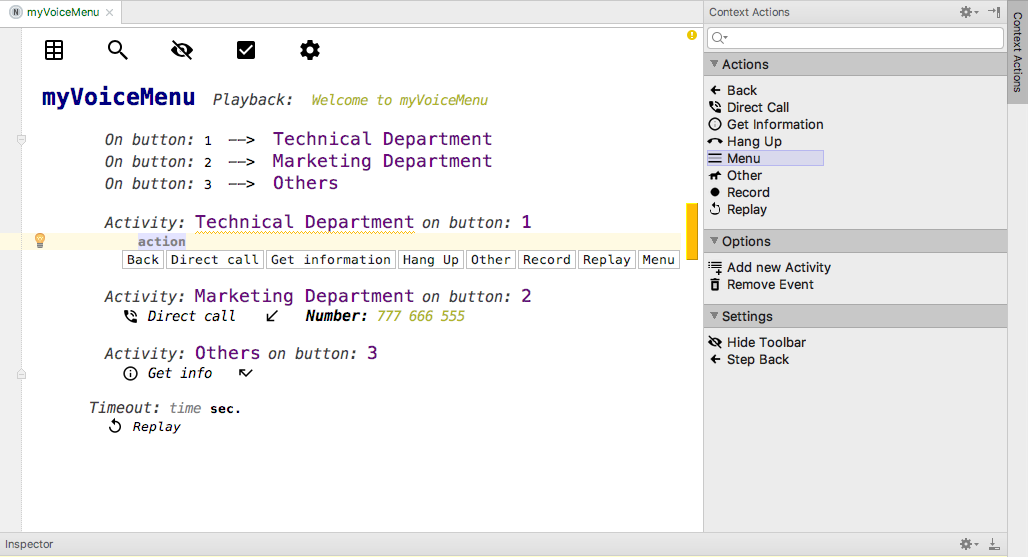 myVoiceMenu
myVoiceMenu Playback: Welcome to myVoiceMenu
On button: 1 --> Technical Department
On button: 2 --> Marketing Department
On button: 3 --> Others
Activity: Technical Department on button: 1
action
Back Direct call Get information Hang Up Other Record Replay Menu
Activity: Marketing Department on button: 2
Direct call Number: 777 666 555
Activity: Others on button: 3
Get info
Timeout: time sec.
Replay
Context Actions
Actions
Back
Direct Call
Get Information
Hang Up
Menu
Other
Record
Replay
Options
Add new Activity
Remove Event
Settings
Hide Toolbar
Step Back
Context Actions
Inspector